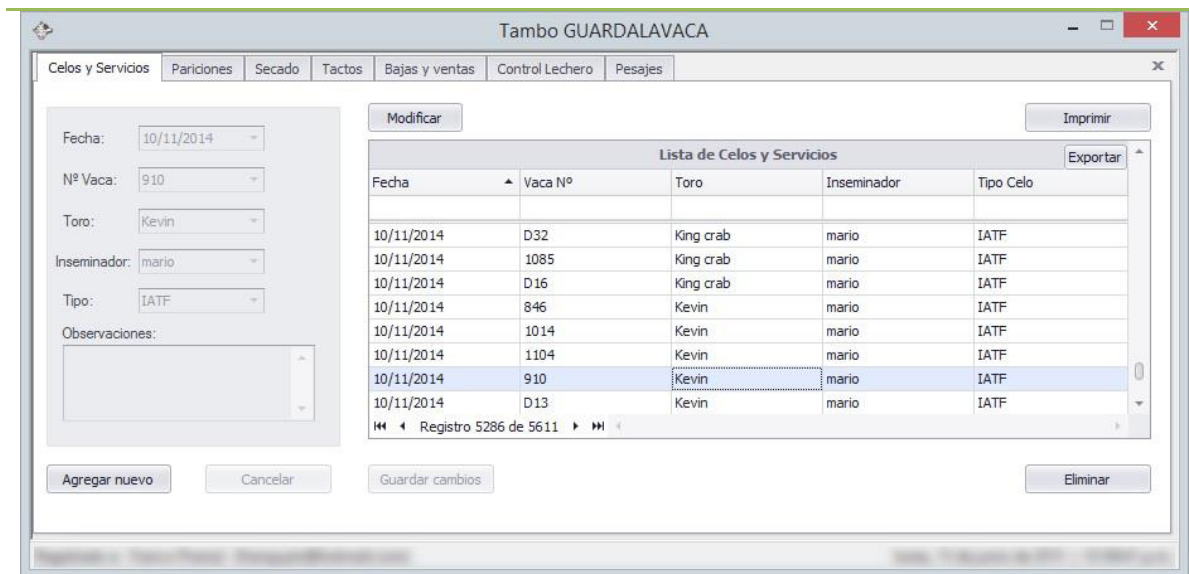 Tambo GUARDALAVACA
Celos y Servicios Pariciones Secado Tactos Bajas y ventas Control Lechero Pesajes
Modificar Imprimir
Fecha: 10/11/2014
Nº Vaca: 910
Toro: Kevin
Inseminador: mario
Tipo: IATF
Observaciones:
Lista de Celos y Servicios Exportar
Fecha Vaca Nº Toro Inseminador Tipo Celo
10/11/2014 D32 King crab mario IATF
10/11/2014 1085 King crab mario IATF
10/11/2014 D16 King crab mario IATF
10/11/2014 846 Kevin mario IATF
10/11/2014 1014 Kevin mario IATF
10/11/2014 1104 Kevin mario IATF
10/11/2014 910 Kevin mario IATF
10/11/2014 D13 Kevin mario IATF
Registro 5286 de 5611
Agregar nuevo Cancelar Guardar cambios Eliminar